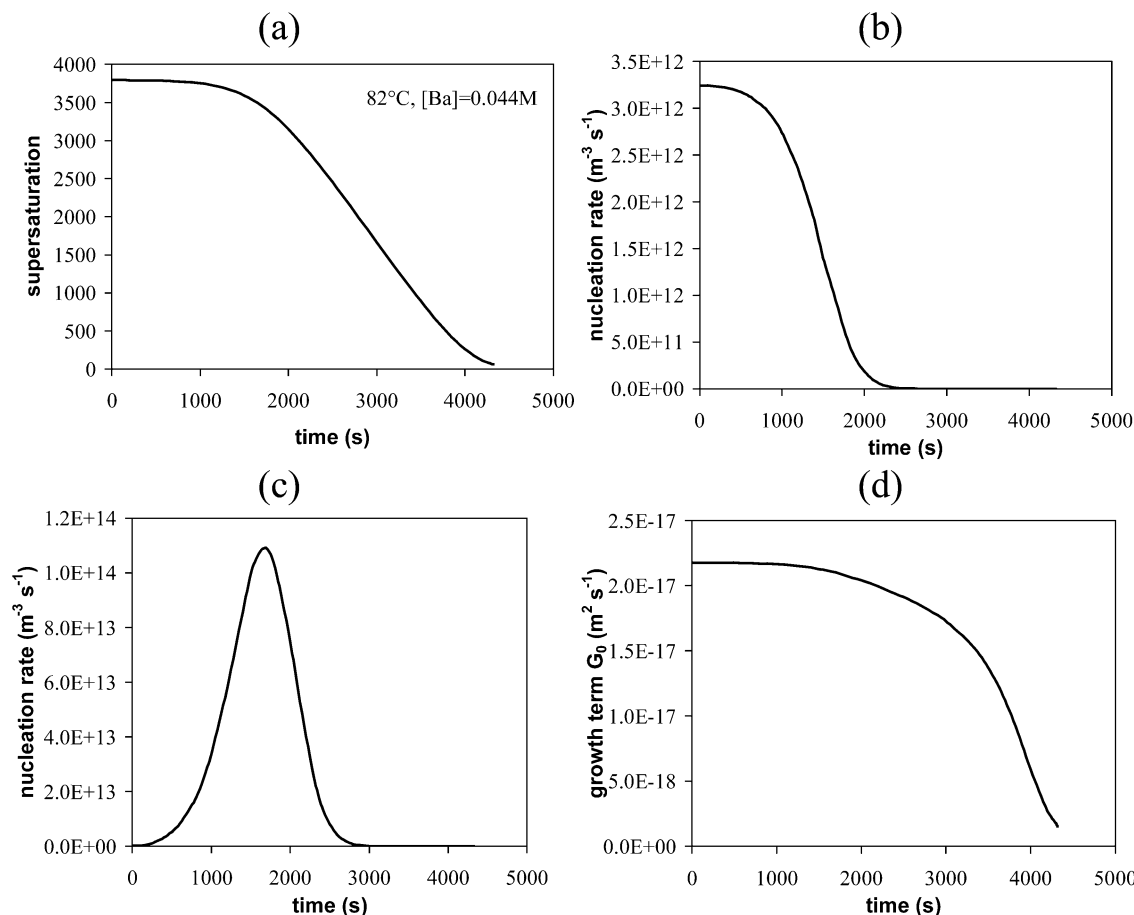 (a)
4000
3500
3000
2500
2000
1500
1000
500
0
supersaturation
82°C, [Ba]=0.044M
0 1000 2000 3000 4000 5000
time (s)
(b)
3.5E+12
3.0E+12
2.5E+12
2.0E+12
1.5E+12
1.0E+12
5.0E+11
0.0E+00
nucleation rate (m⁻³ s⁻¹)
0 1000 2000 3000 4000 5000
time (s)
(c)
1.2E+14
1.0E+14
8.0E+13
6.0E+13
4.0E+13
2.0E+13
0.0E+00
nucleation rate (m⁻³ s⁻¹)
0 1000 2000 3000 4000 5000
time (s)
(d)
2.5E-17
2.0E-17
1.5E-17
1.0E-17
5.0E-18
0.0E+00
growth term G₀ (m² s⁻¹)
0 1000 2000 3000 4000 5000
time (s)